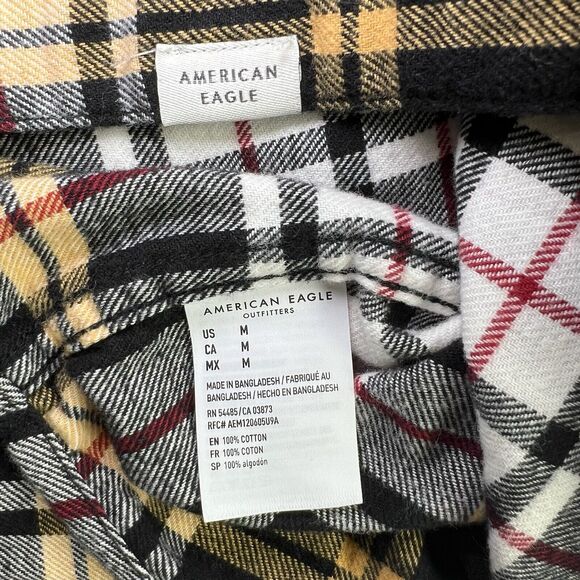 AMERICAN
EAGLE
AMERICAN EAGLE
OUTFITTERS
US M
CA M
MX M
MADE IN BANGLADESH / FABRIQUÉ AU
BANGLADESH / HECHO EN BANGLADESH
RN 54485 / CA 03873
RFC# AEM120605U9A
EN 100% COTTON
FR 100% COTON
SP 100% algodón